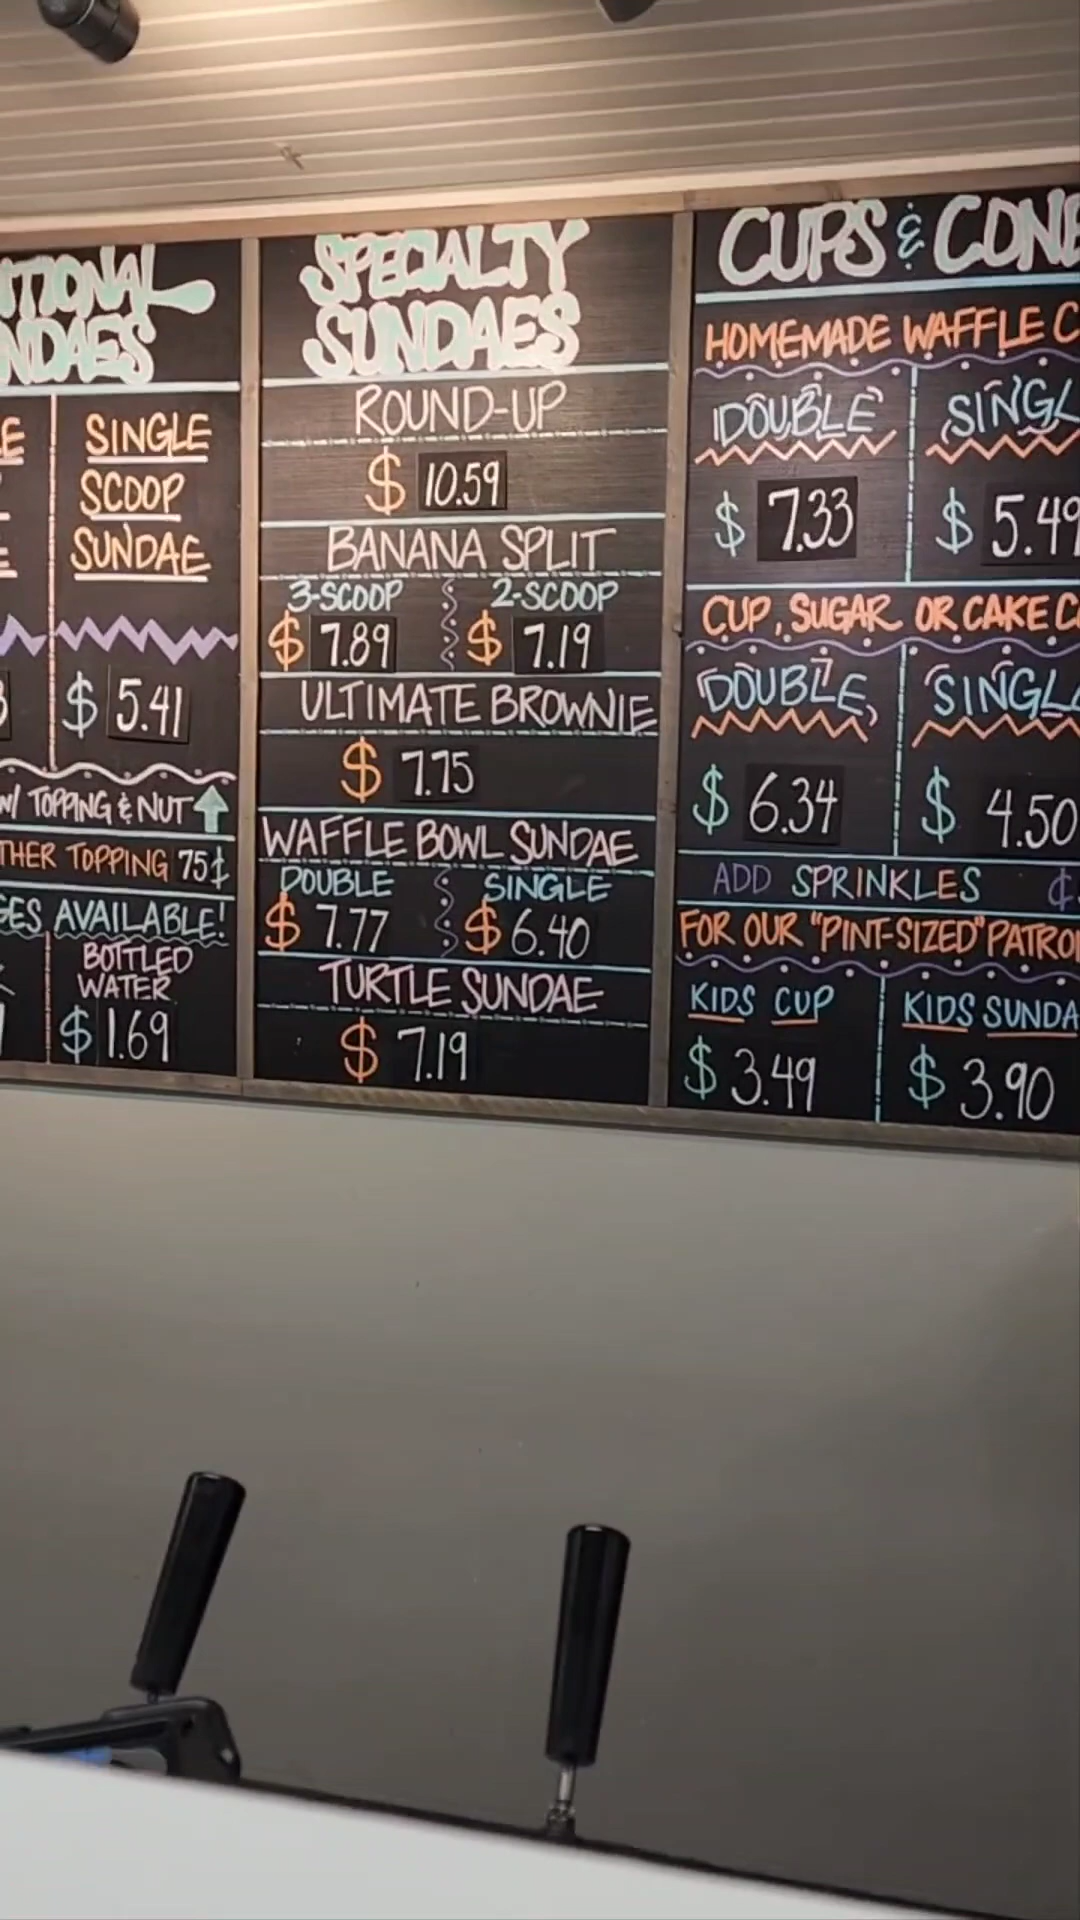 SUNDAES
SINGLE
SCOOP
SUNDAE
$ 5.41
w/ TOPPING & NUT
TOPPING 75¢
AVAILABLE!
BOTTLED
WATER
$ 1.69
SPECIALTY
SUNDAES
ROUND-UP
$ 10.59
BANANA SPLIT
3-SCOOP 2-SCOOP
$ 7.89 $ 7.19
ULTIMATE BROWNIE
$ 7.75
WAFFLE BOWL SUNDAE
DOUBLE SINGLE
$ 7.77 $ 6.40
TURTLE SUNDAE
$ 7.19
CUPS & CONE
HOMEMADE WAFFLE C
DOUBLE SINGL
$ 7.33 $ 5.49
CUP, SUGAR OR CAKE C
DOUBLE SINGL
$ 6.34 $ 4.50
ADD SPRINKLES ¢
FOR OUR "PINT-SIZED" PATRO
KIDS CUP KIDS SUNDA
$ 3.49 $ 3.90